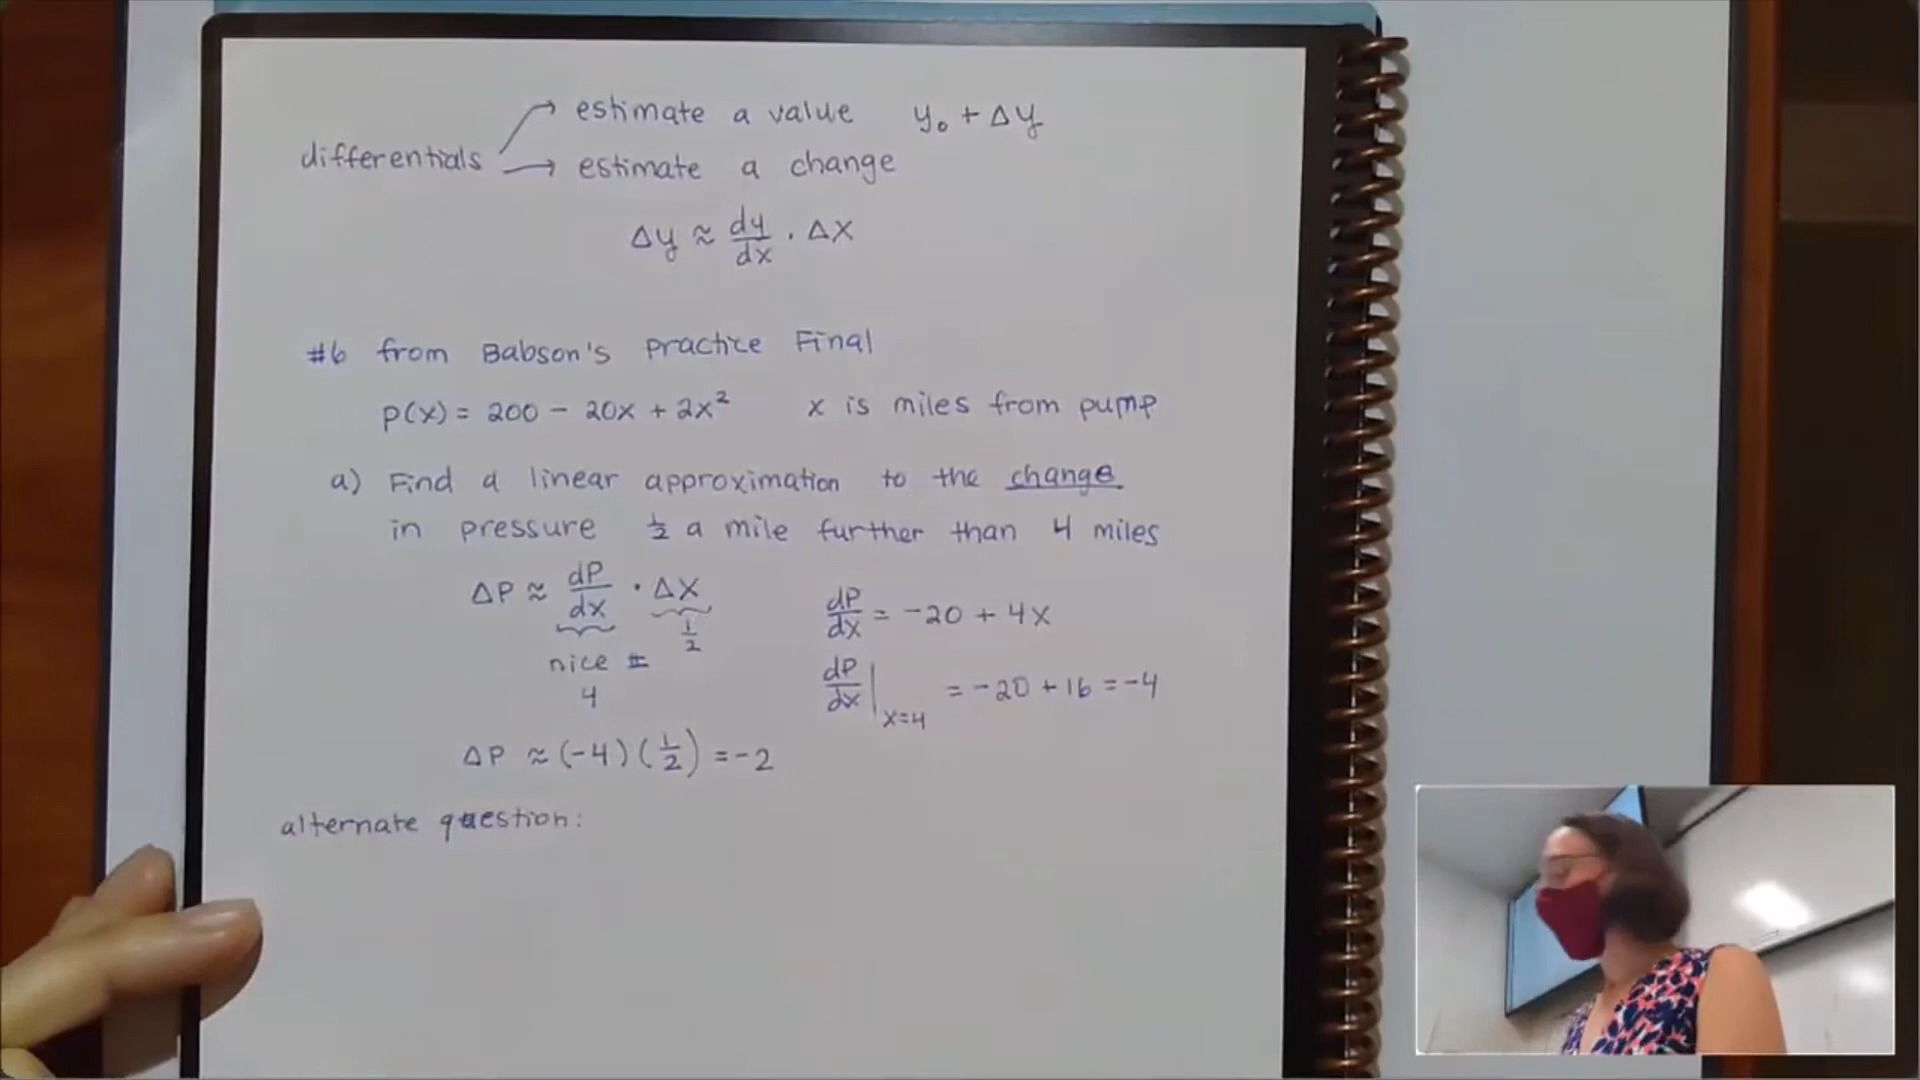 estimate a value y₀ + Δy
differentials
estimate a change
Δy ≈ dy/dx · Δx
#6 from Babson's Practice Final
P(x) = 200 - 20x + 2x² x is miles from pump
a) Find a linear approximation to the change
in pressure ½ a mile further than 4 miles
ΔP ≈ dP/dx · Δx
½
nice #
4
dP/dx = -20 + 4x
dP/dx |x=4 = -20 + 16 = -4
ΔP ≈ (-4)(½) = -2
alternate question: